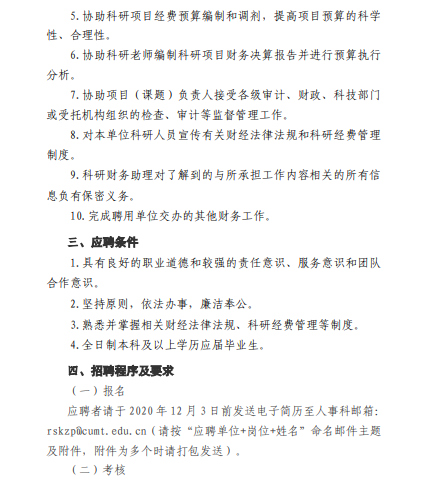 5.协助科研项目经费预算编制和调剂，提高项目预算的科学
性、合理性。
6.协助科研老师编制科研项目财务决算报告并进行预算执行
分析。
7.协助项目（课题）负责人接受各级审计、财政、科技部门
或受托机构组织的检查、审计等监督管理工作。
8.对本单位科研人员宣传有关财经法律法规和科研经费管理
制度。
9.科研财务助理对了解到的与所承担工作内容相关的所有信
息负有保密义务。
10.完成聘用单位交办的其他财务工作。
三、应聘条件
1.具有良好的职业道德和较强的责任意识、服务意识和团队
合作意识。
2.坚持原则，依法办事，廉洁奉公。
3.熟悉并掌握相关财经法律法规、科研经费管理等制度。
4.全日制本科及以上学历应届毕业生。
四、招聘程序及要求
（一）报名
应聘者请于 2020 年 12 月 3 日前发送电子简历至人事科邮箱：
rskzp@cumt.edu.cn（请按“应聘单位+岗位+姓名”命名邮件主题
及附件，附件为多个时请打包发送）。
（二）考核